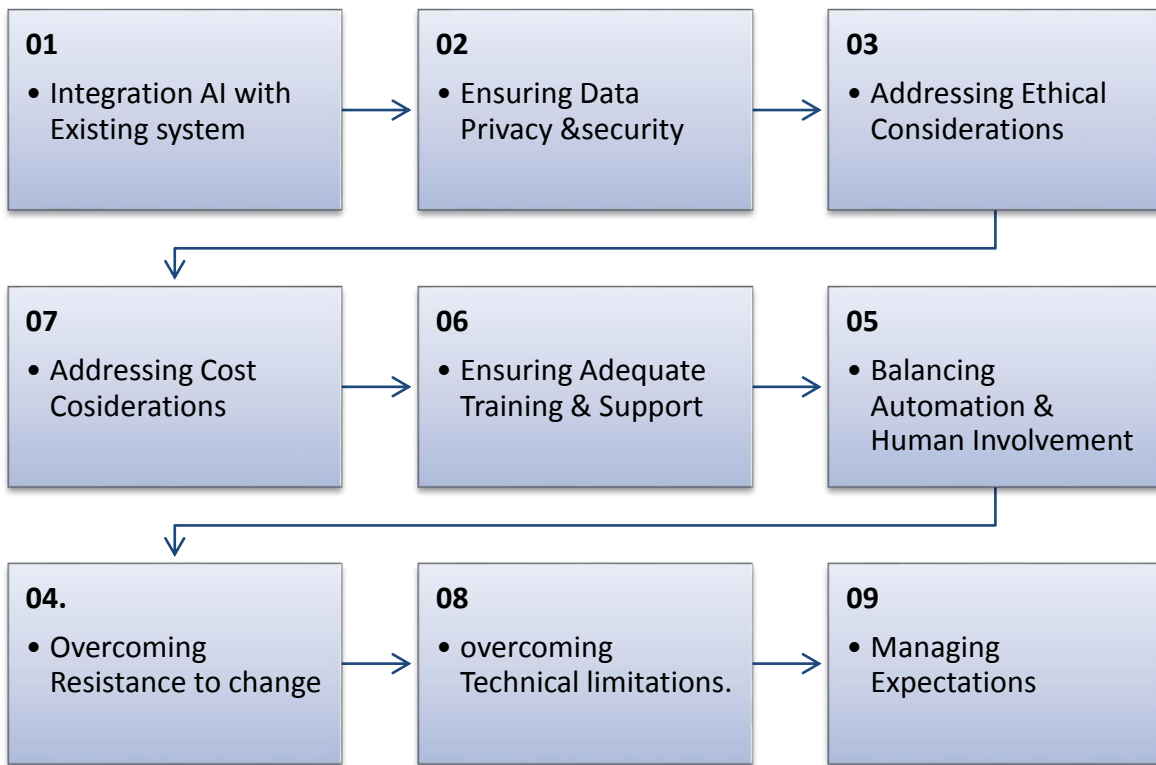 01
• Integration AI with
Existing system
02
• Ensuring Data
Privacy &security
03
• Addressing Ethical
Considerations
07
• Addressing Cost
Cosiderations
06
• Ensuring Adequate
Training & Support
05
• Balancing
Automation &
Human Involvement
04.
• Overcoming
Resistance to change
08
• overcoming
Technical limitations.
09
• Managing
Expectations